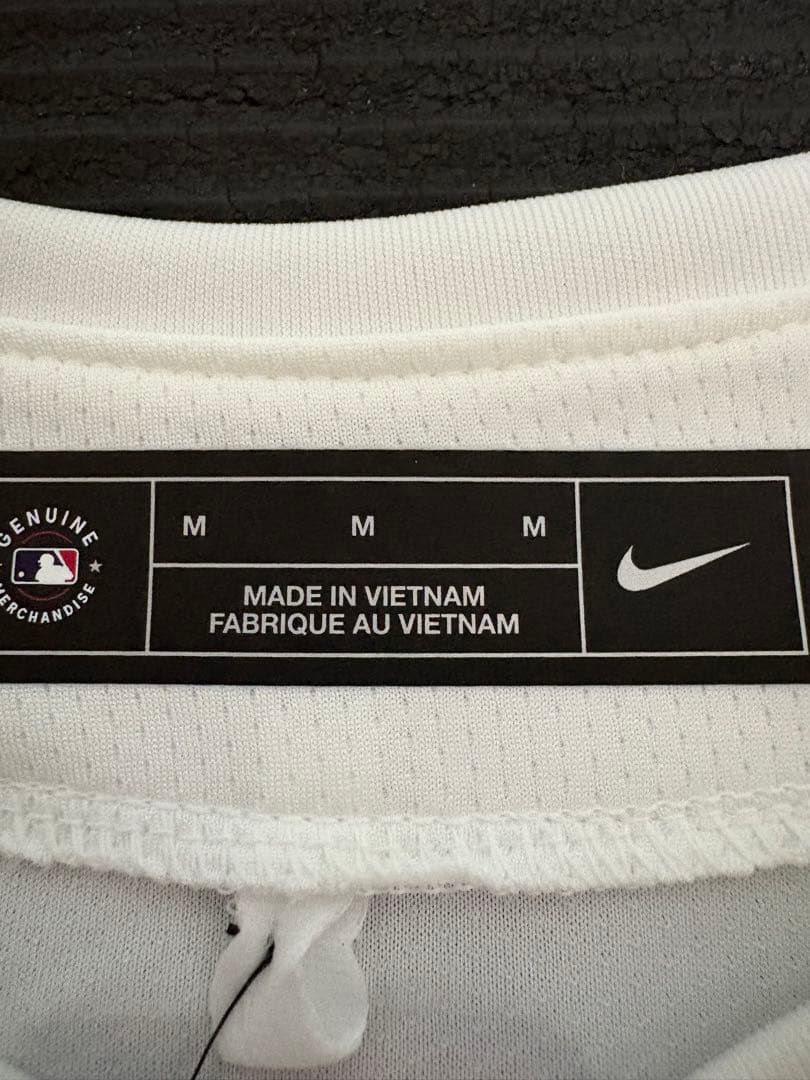 GENUINE
MERCHANDISE
M M M
MADE IN VIETNAM
FABRIQUE AU VIETNAM